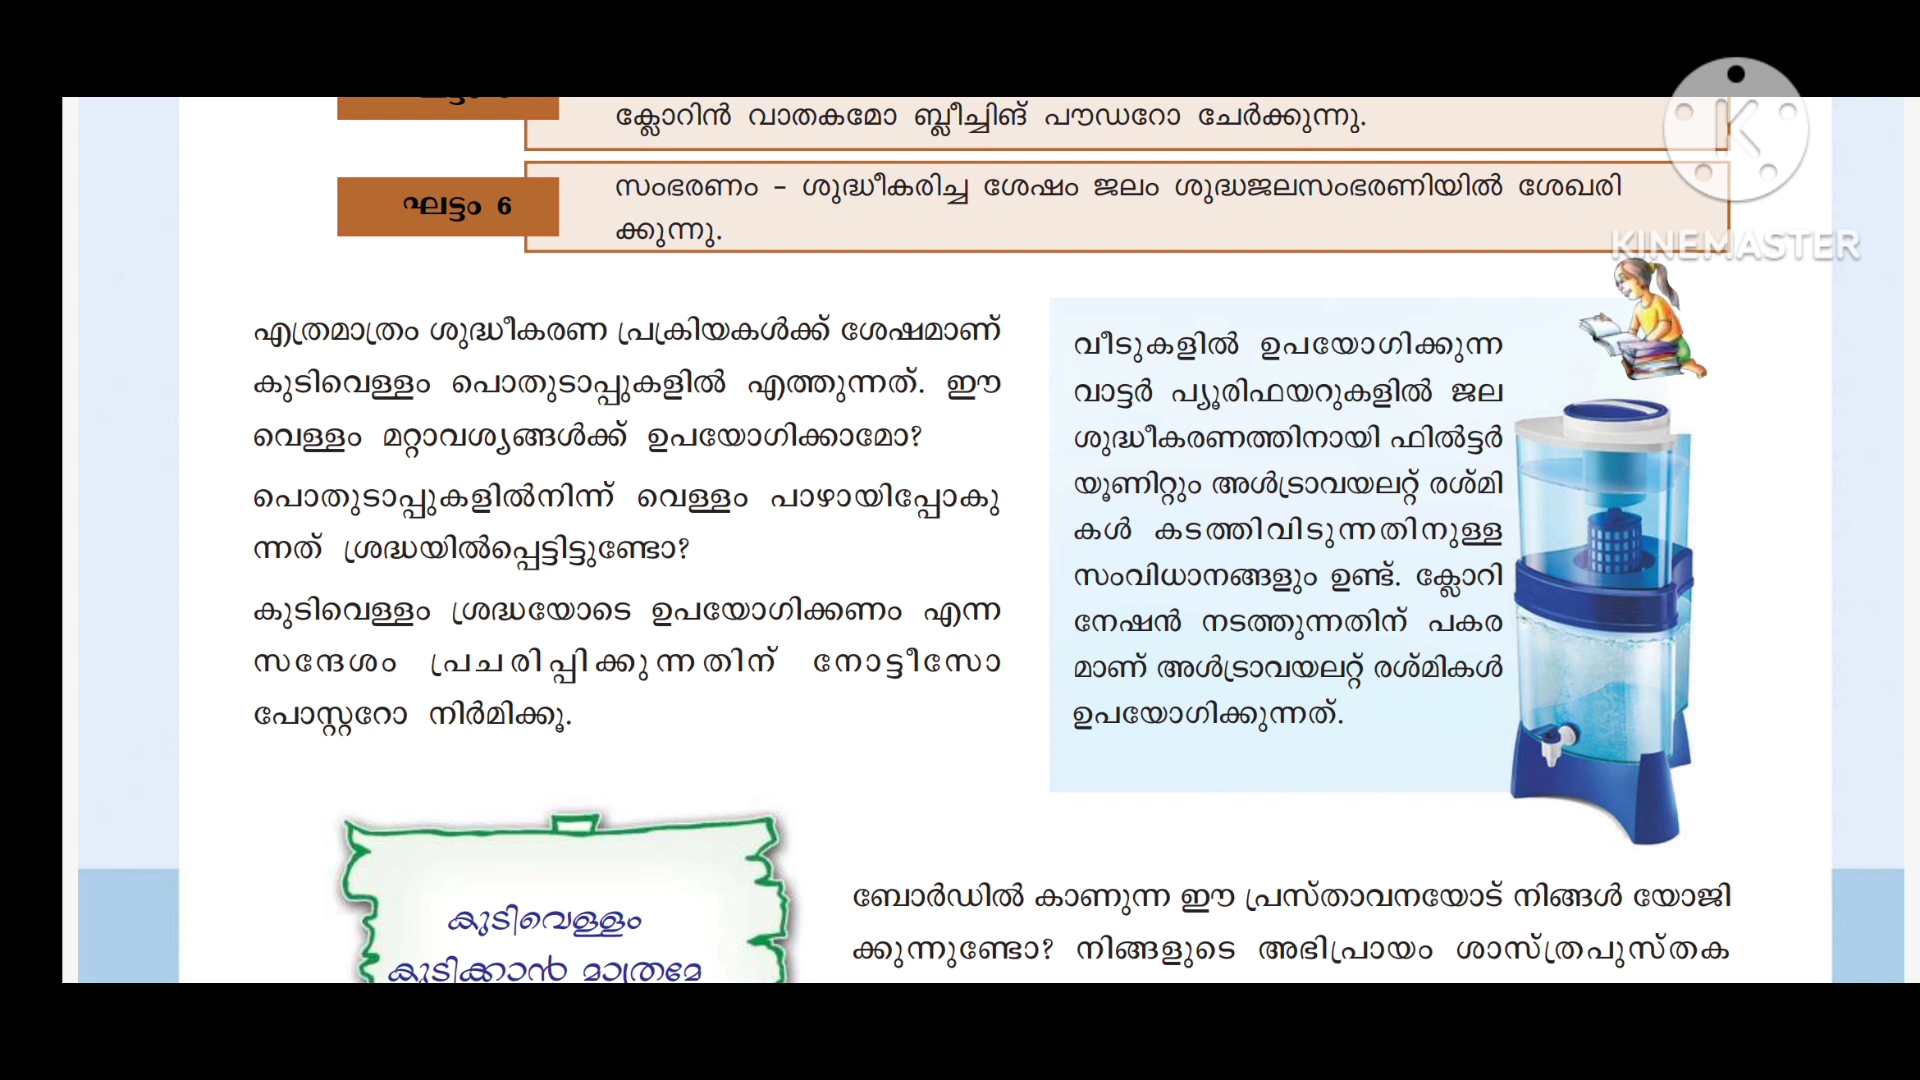 ക്ലോറിൻ വാതകമോ ബ്ലീച്ചിങ് പൗഡറോ ചേർക്കുന്നു.
ഘട്ടം 6
സംഭരണം – ശുദ്ധീകരിച്ച ശേഷം ജലം ശുദ്ധജലസംഭരണിയിൽ ശേഖരി
ക്കുന്നു.
KINEMASTER
എത്രമാത്രം ശുദ്ധീകരണ പ്രക്രിയകൾക്ക് ശേഷമാണ്
കുടിവെള്ളം പൊതുടാപ്പുകളിൽ എത്തുന്നത്. ഈ
വെള്ളം മറ്റാവശ്യങ്ങൾക്ക് ഉപയോഗിക്കാമോ?
പൊതുടാപ്പുകളിൽനിന്ന് വെള്ളം പാഴായിപ്പോകു
ന്നത് ശ്രദ്ധയിൽപ്പെട്ടിട്ടുണ്ടോ?
കുടിവെള്ളം ശ്രദ്ധയോടെ ഉപയോഗിക്കണം എന്ന
സന്ദേശം പ്രചരിപ്പിക്കുന്നതിന് നോട്ടീസോ
പോസ്റ്ററോ നിർമിക്കൂ.
വീടുകളിൽ ഉപയോഗിക്കുന്ന
വാട്ടർ പ്യൂരിഫയറുകളിൽ ജല
ശുദ്ധീകരണത്തിനായി ഫിൽട്ടർ
യൂണിറ്റും അൾട്രാവയലറ്റ് രശ്മി
കൾ കടത്തിവിടുന്നതിനുള്ള
സംവിധാനങ്ങളും ഉണ്ട്. ക്ലോറി
നേഷൻ നടത്തുന്നതിന് പകര
മാണ് അൾട്രാവയലറ്റ് രശ്മികൾ
ഉപയോഗിക്കുന്നത്.
കുടിവെള്ളം
കുടിക്കാൻ മാത്രമേ
ബോർഡിൽ കാണുന്ന ഈ പ്രസ്താവനയോട് നിങ്ങൾ യോജി
ക്കുന്നുണ്ടോ? നിങ്ങളുടെ അഭിപ്രായം ശാസ്ത്രപുസ്തക